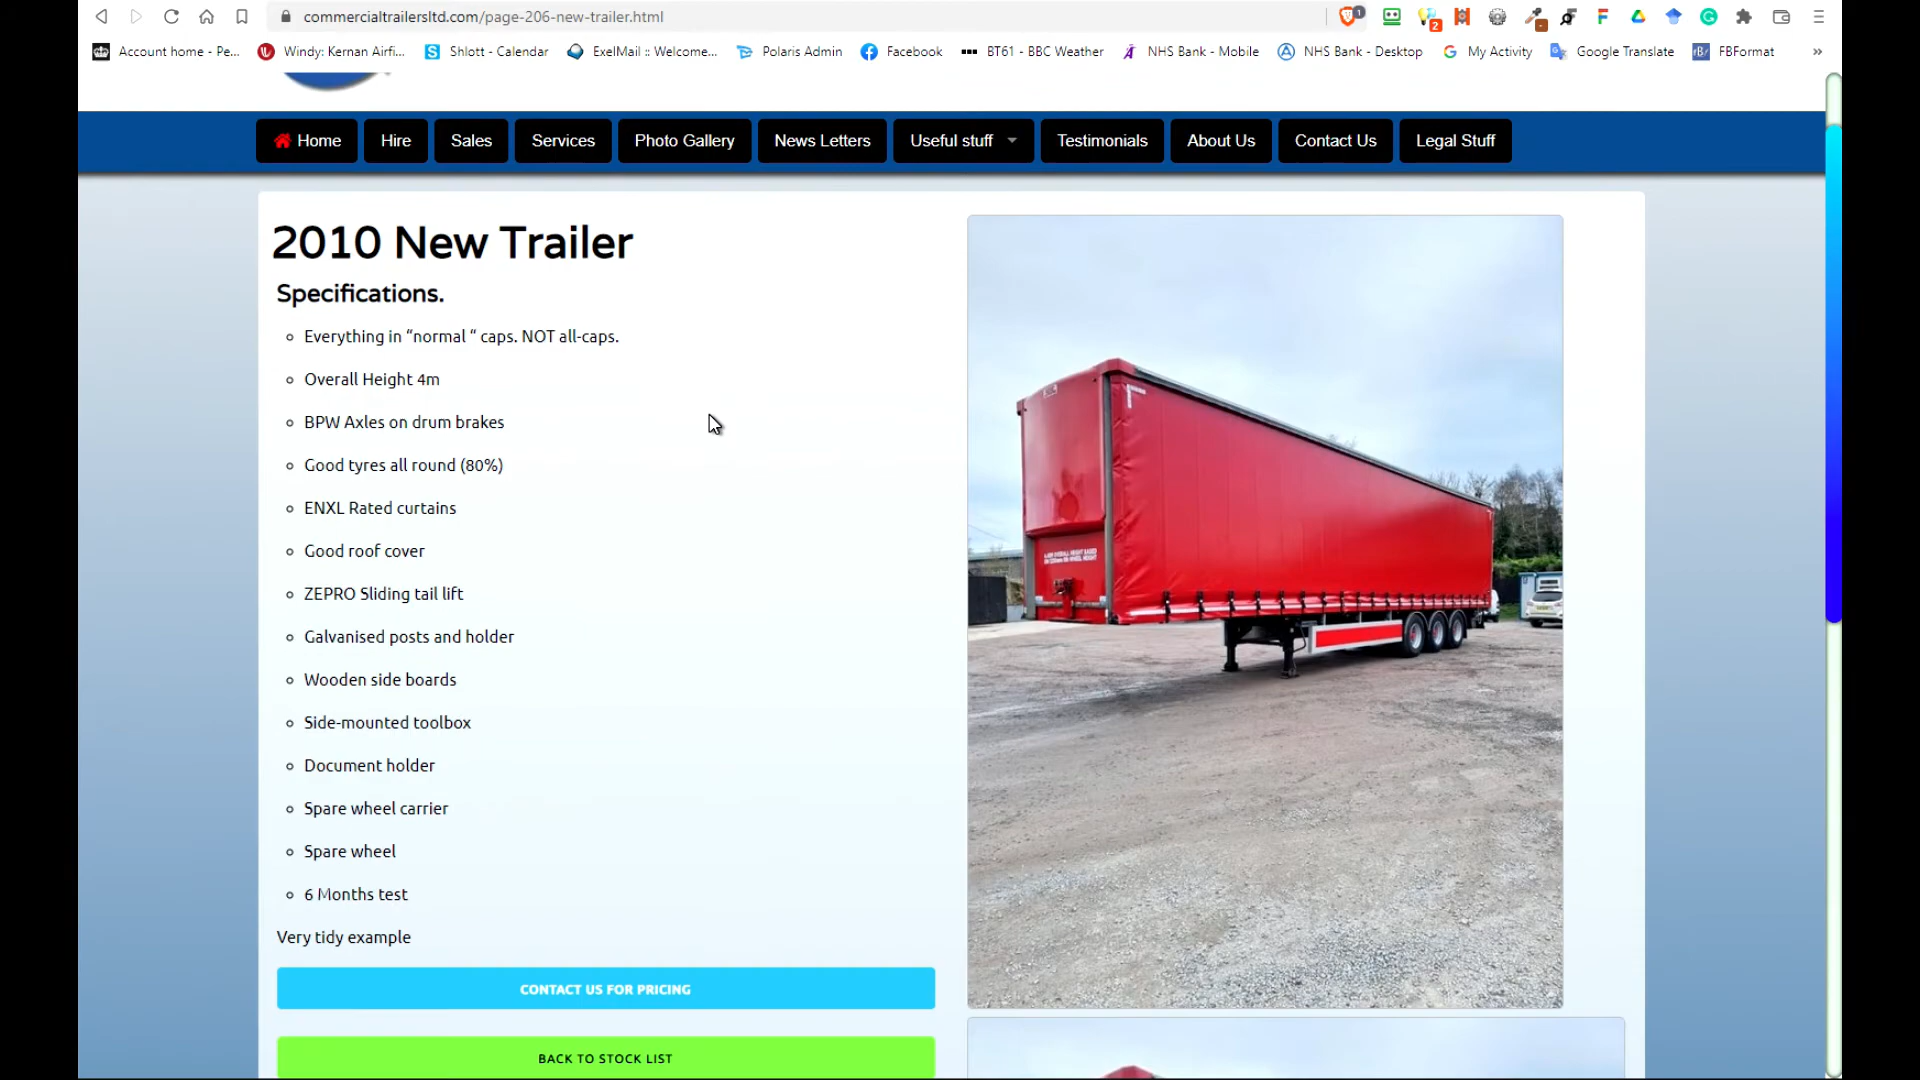 commercialtrailersltd.com/page-206-new-trailer.html
1
2
Account home - Pe...
Windy: Kernan Airfi...
Shlott - Calendar
ExelMail :: Welcome...
Polaris Admin
Facebook
BT61 - BBC Weather
NHS Bank - Mobile
NHS Bank - Desktop
My Activity
Google Translate
FBFormat
Home
Hire
Sales
Services
Photo Gallery
News Letters
Useful stuff
Testimonials
About Us
Contact Us
Legal Stuff
2010 New Trailer
Specifications.
Everything in “normal “ caps. NOT all-caps.
Overall Height 4m
BPW Axles on drum brakes
Good tyres all round (80%)
ENXL Rated curtains
Good roof cover
ZEPRO Sliding tail lift
Galvanised posts and holder
Wooden side boards
Side-mounted toolbox
Document holder
Spare wheel carrier
Spare wheel
6 Months test
Very tidy example
CONTACT US FOR PRICING
BACK TO STOCK LIST